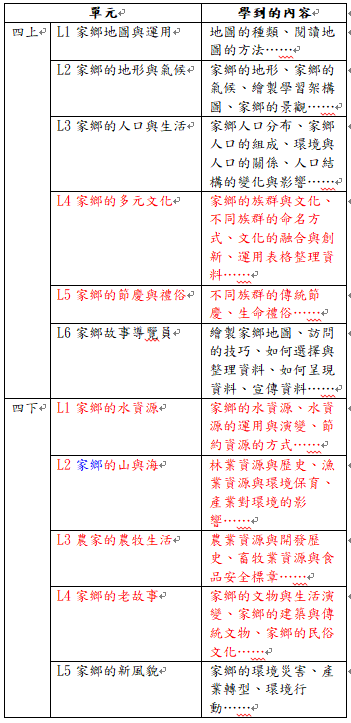 單元 學到的內容
四上 L1 家鄉地圖與運用 地圖的種類、閱讀地
圖的方法……
L2 家鄉的地形與氣候 家鄉的地形、家鄉的
氣候、繪製學習架構
圖、家鄉的景觀……
L3 家鄉的人口與生活 家鄉人口分布、家鄉
人口的組成、環境與
人口的關係、人口結
構的變化與影響……
L4 家鄉的多元文化 家鄉的族群與文化、
不同族群的命名方
式、文化的融合與創
新、運用表格整理資
料……
L5 家鄉的節慶與禮俗 不同族群的傳統節
慶、生命禮俗……
L6 家鄉故事導覽員 繪製家鄉地圖、訪問
的技巧、如何選擇與
整理資料、如何呈現
資料、宣傳資料……
四下 L1 家鄉的水資源 家鄉的水資源、水資
源的運用與演變、節
約資源的方式……
L2 家鄉的山與海 林業資源與歷史、漁
業資源與環境保育、
產業對環境的影
響……
L3 農家的農牧生活 農業資源與開發歷
史、畜牧業資源與食
品安全標章……
L4 家鄉的老故事 家鄉的文物與生活演
變、家鄉的建築與傳
統文物、家鄉的民俗
文化……
L5 家鄉的新風貌 家鄉的環境災害、產
業轉型、環境行
動……